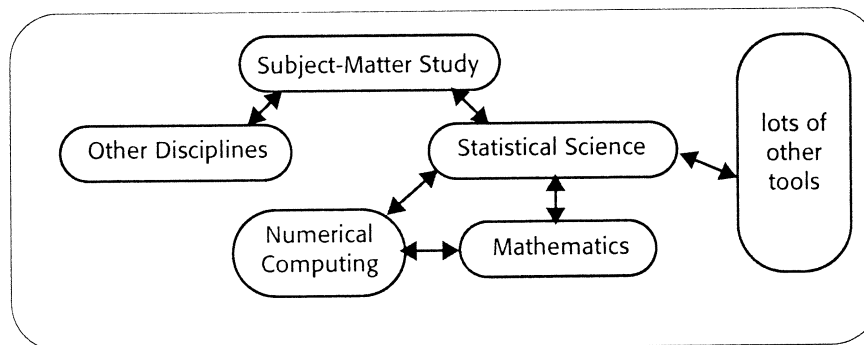 Subject-Matter Study
Other Disciplines
Statistical Science
lots of
other
tools
Numerical
Computing
Mathematics